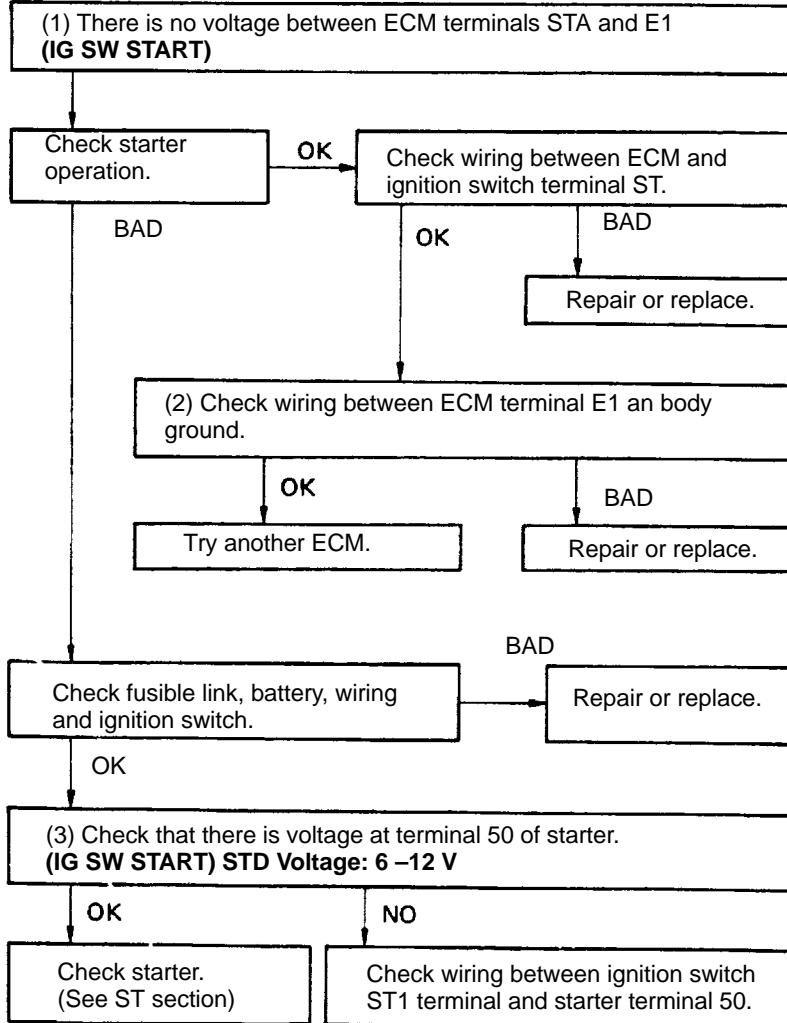 (1) There is no voltage between ECM terminals STA and E1
(IG SW START)
Check starter
operation.
OK
Check wiring between ECM and
ignition switch terminal ST.
BAD
OK
BAD
Repair or replace.
(2) Check wiring between ECM terminal E1 an body
ground.
OK
BAD
Try another ECM.
Repair or replace.
BAD
Check fusible link, battery, wiring
and ignition switch.
Repair or replace.
OK
(3) Check that there is voltage at terminal 50 of starter.
(IG SW START) STD Voltage: 6 –12 V
OK
NO
Check starter.
(See ST section)
Check wiring between ignition switch
ST1 terminal and starter terminal 50.